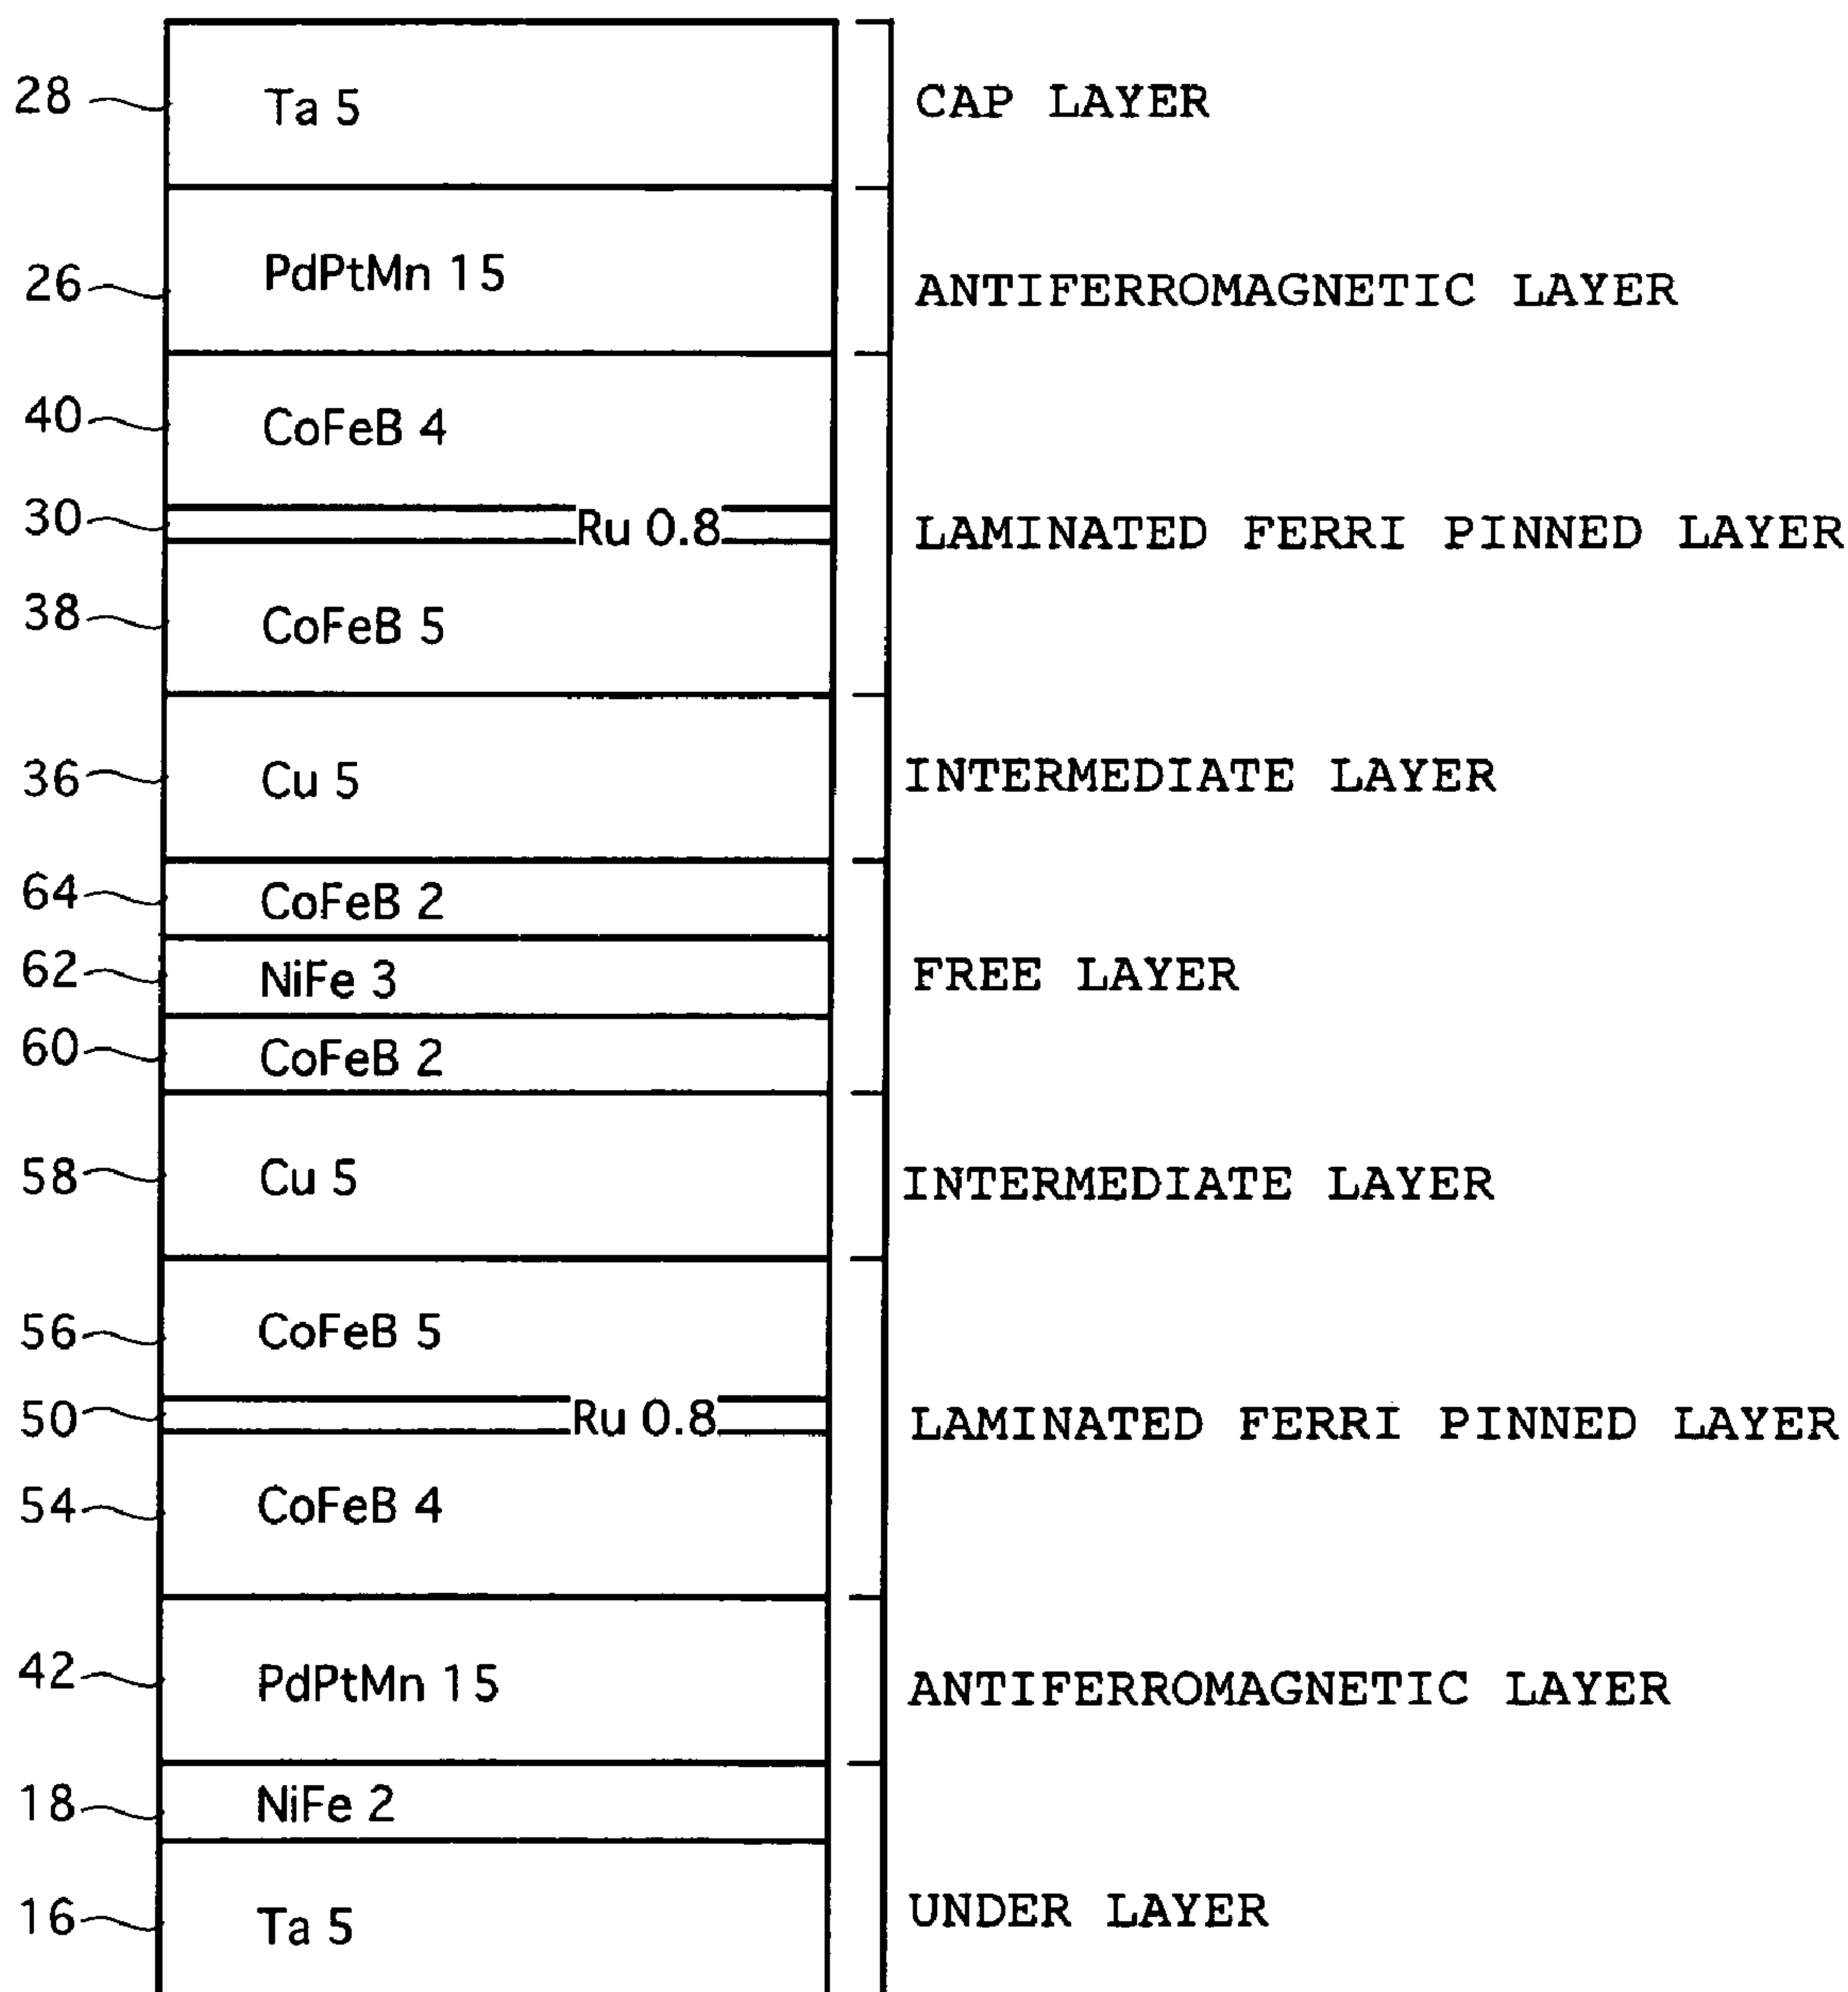 28 Ta 5 CAP LAYER
26 PdPtMn 15 ANTIFERROMAGNETIC LAYER
40 CoFeB 4
30 Ru 0.8 LAMINATED FERRI PINNED LAYER
38 CoFeB 5
36 Cu 5 INTERMEDIATE LAYER
64 CoFeB 2
62 NiFe 3 FREE LAYER
60 CoFeB 2
58 Cu 5 INTERMEDIATE LAYER
56 CoFeB 5
50 Ru 0.8 LAMINATED FERRI PINNED LAYER
54 CoFeB 4
42 PdPtMn 15 ANTIFERROMAGNETIC LAYER
18 NiFe 2
16 Ta 5 UNDER LAYER